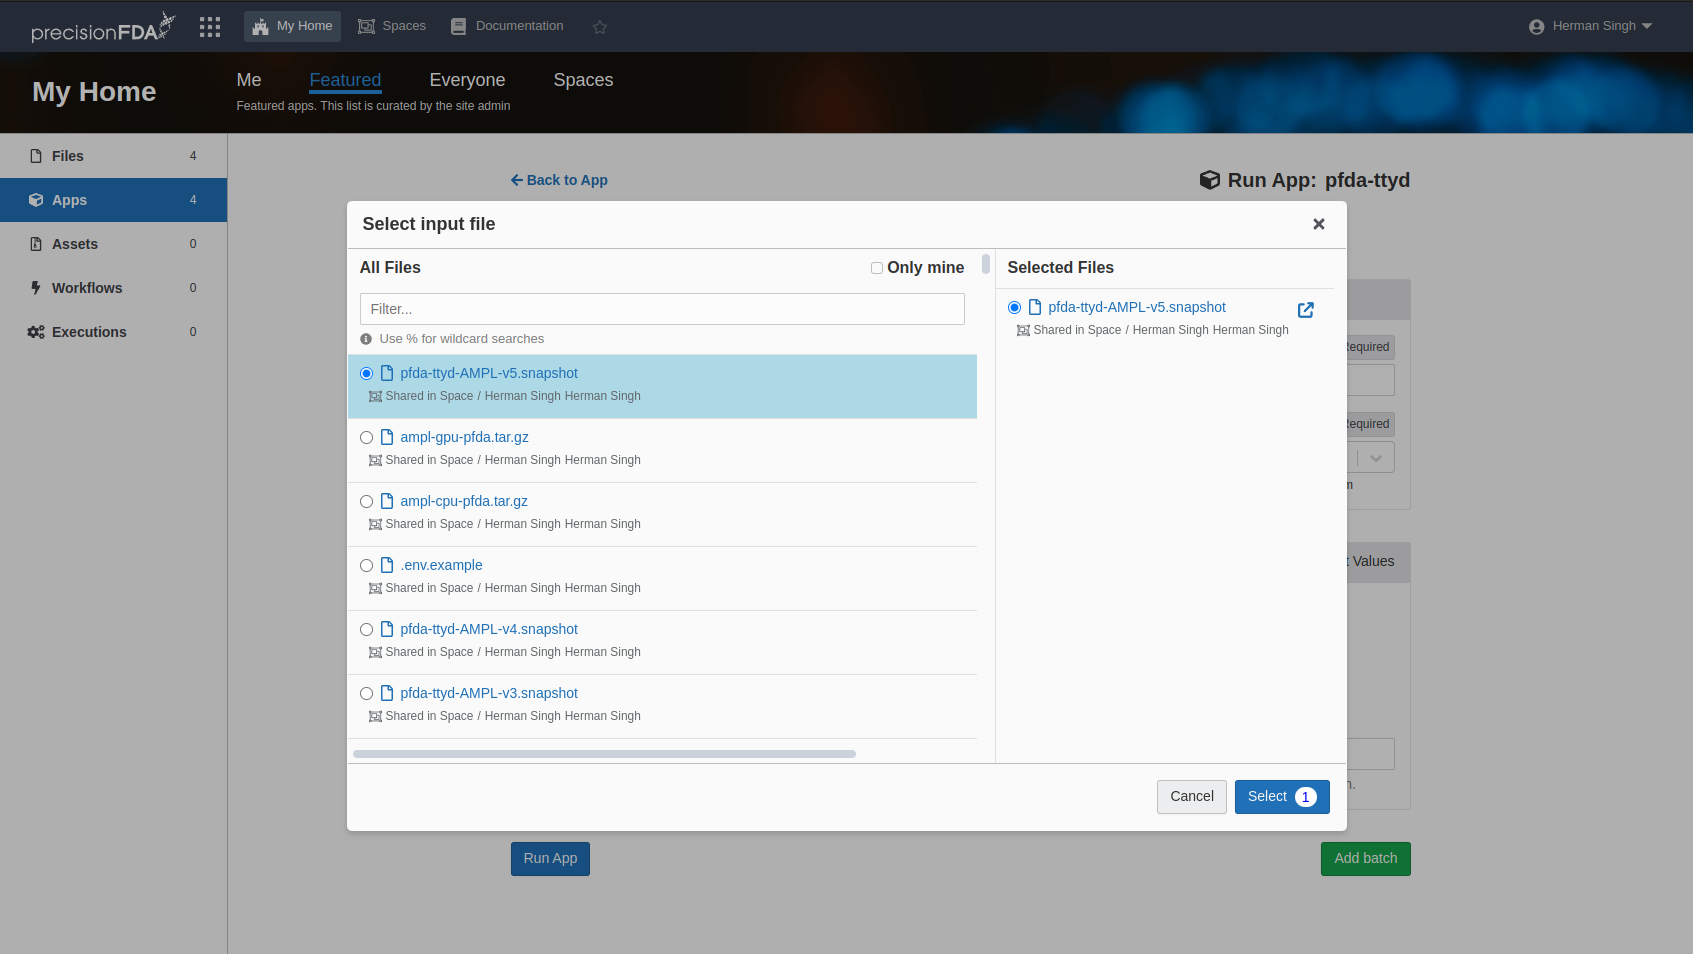 precisionFDA
My Home
Spaces
Documentation
Herman Singh
My Home
Me
Featured
Everyone
Spaces
Featured apps. This list is curated by the site admin
Files 4
Apps 4
Assets 0
Workflows 0
Executions 0
Back to App
Run App: pfda-ttyd
Select input file
All Files
Only mine
Filter...
Use % for wildcard searches
pfda-ttyd-AMPL-v5.snapshot
Shared in Space / Herman Singh Herman Singh
ampl-gpu-pfda.tar.gz
Shared in Space / Herman Singh Herman Singh
ampl-cpu-pfda.tar.gz
Shared in Space / Herman Singh Herman Singh
.env.example
Shared in Space / Herman Singh Herman Singh
pfda-ttyd-AMPL-v4.snapshot
Shared in Space / Herman Singh Herman Singh
pfda-ttyd-AMPL-v3.snapshot
Shared in Space / Herman Singh Herman Singh
Selected Files
pfda-ttyd-AMPL-v5.snapshot
Shared in Space / Herman Singh Herman Singh
Required
Required
Values
Cancel
Select 1
Run App
Add batch